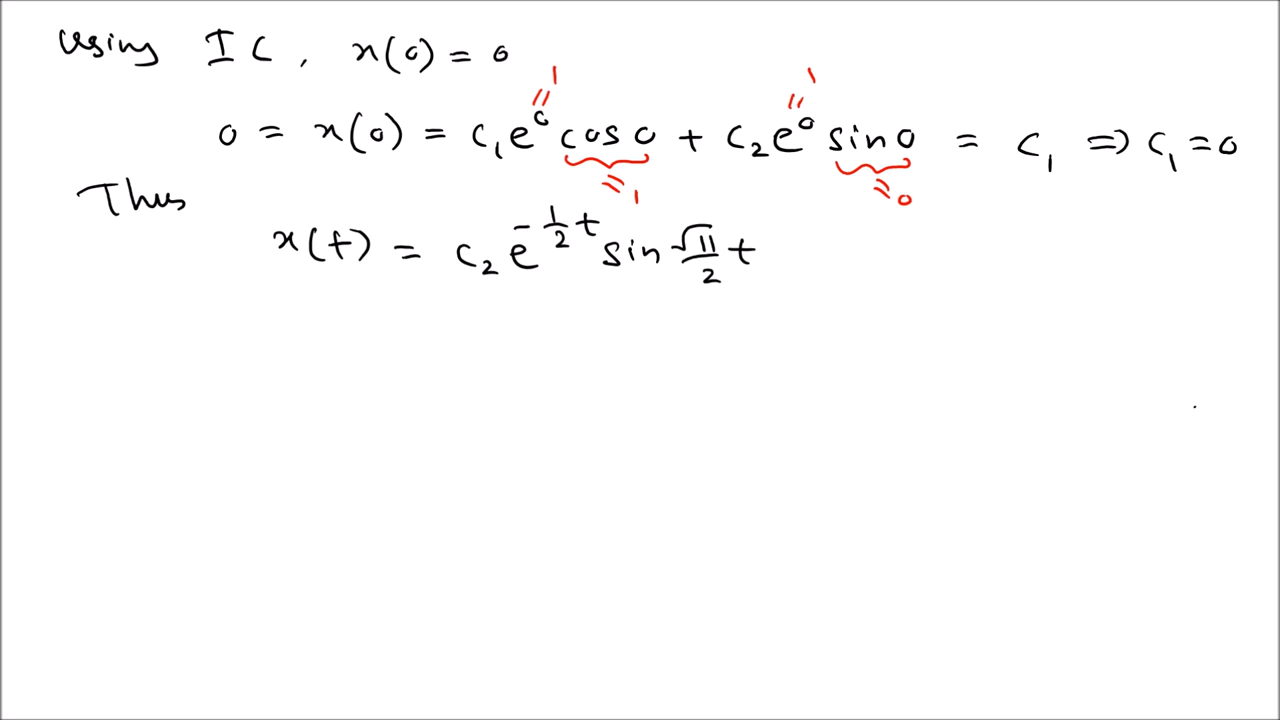 Using IC, x(0) = 0
0 = x(0) = c₁e⁰ cos 0 + c₂e⁰ sin 0 = c₁ ⇒ c₁ = 0
= 1 = 1 = 1 = 0
Thus
x(t) = c₂ e^{-1/2 t} sin √11/2 t